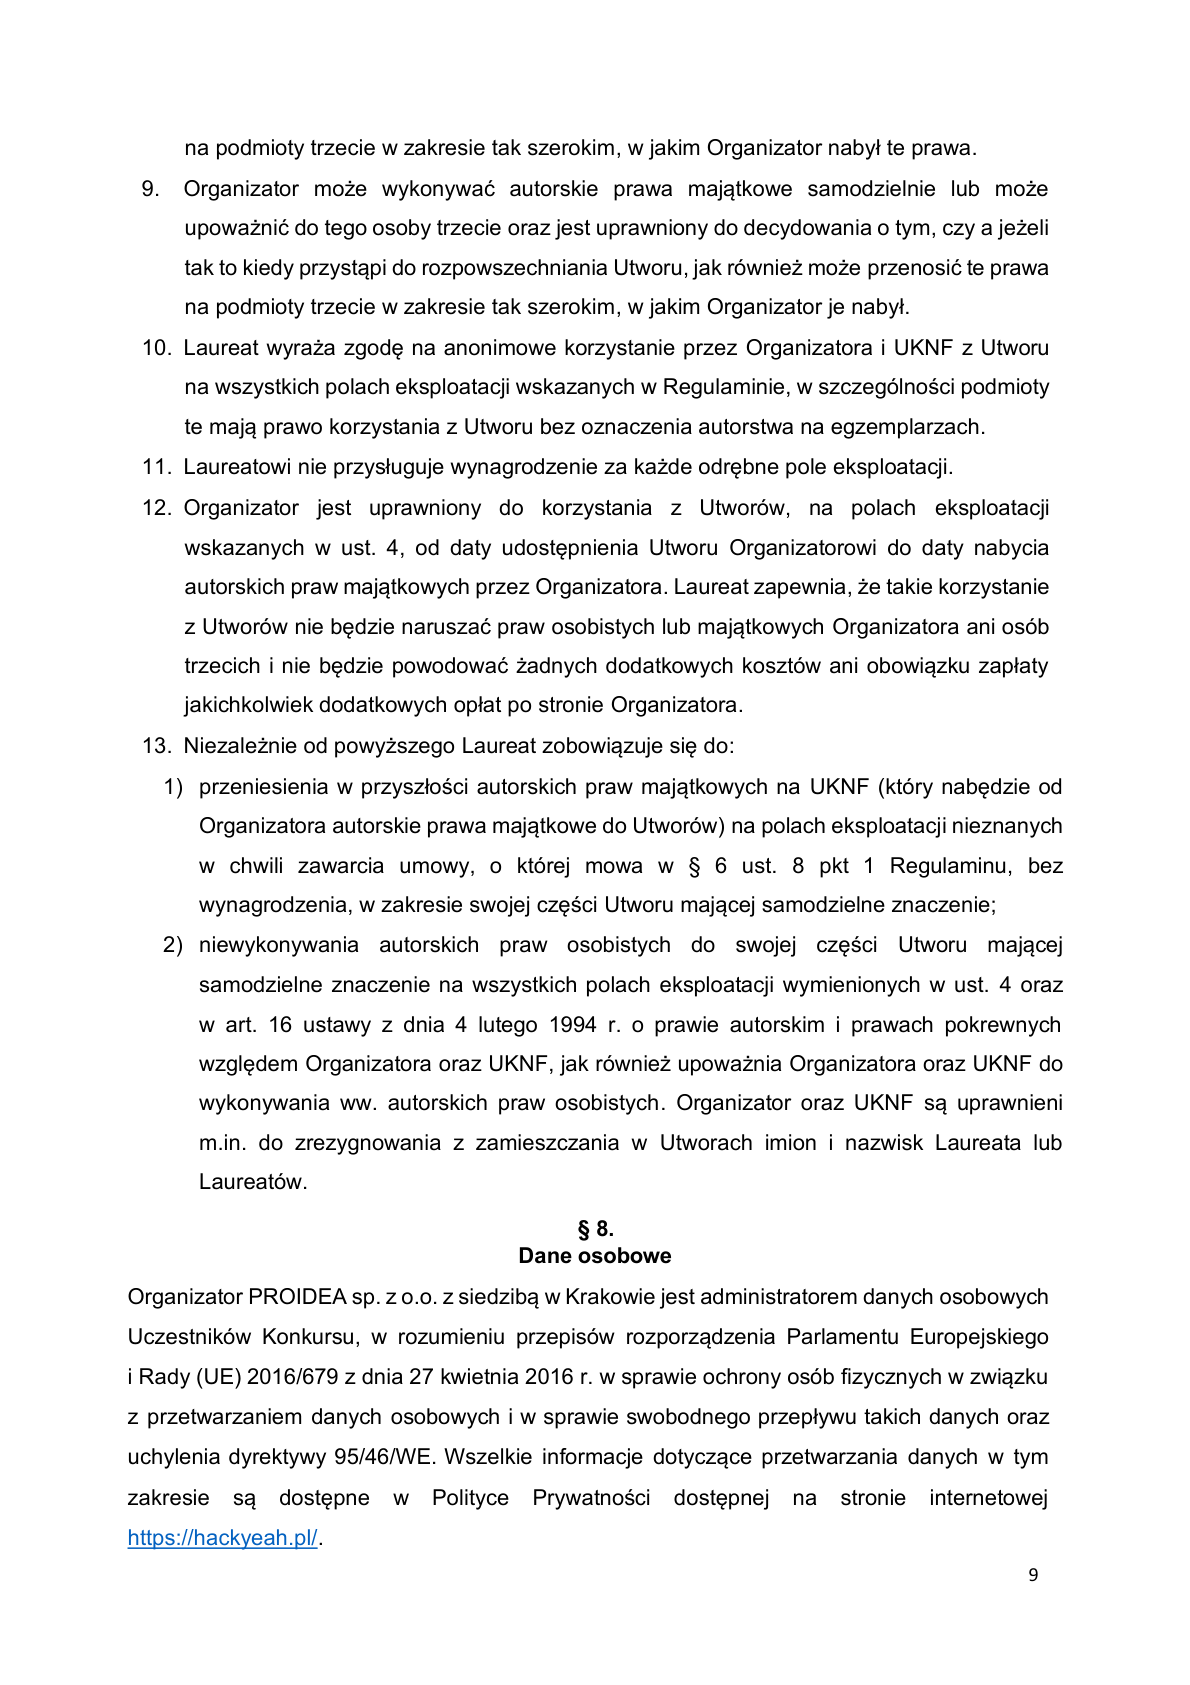 na podmioty trzecie w zakresie tak szerokim, w jakim Organizator nabył te prawa.
9. Organizator może wykonywać autorskie prawa majątkowe samodzielnie lub może
upoważnić do tego osoby trzecie oraz jest uprawniony do decydowania o tym, czy a jeżeli
tak to kiedy przystąpi do rozpowszechniania Utworu, jak również może przenosić te prawa
na podmioty trzecie w zakresie tak szerokim, w jakim Organizator je nabył.
10. Laureat wyraża zgodę na anonimowe korzystanie przez Organizatora i UKNF z Utworu
na wszystkich polach eksploatacji wskazanych w Regulaminie, w szczególności podmioty
te mają prawo korzystania z Utworu bez oznaczenia autorstwa na egzemplarzach.
11. Laureatowi nie przysługuje wynagrodzenie za każde odrębne pole eksploatacji.
12. Organizator jest uprawniony do korzystania z Utworów, na polach eksploatacji
wskazanych w ust. 4, od daty udostępnienia Utworu Organizatorowi do daty nabycia
autorskich praw majątkowych przez Organizatora. Laureat zapewnia, że takie korzystanie
z Utworów nie będzie naruszać praw osobistych lub majątkowych Organizatora ani osób
trzecich i nie będzie powodować żadnych dodatkowych kosztów ani obowiązku zapłaty
jakichkolwiek dodatkowych opłat po stronie Organizatora.
13. Niezależnie od powyższego Laureat zobowiązuje się do:
1) przeniesienia w przyszłości autorskich praw majątkowych na UKNF (który nabędzie od
Organizatora autorskie prawa majątkowe do Utworów) na polach eksploatacji nieznanych
w chwili zawarcia umowy, o której mowa w § 6 ust. 8 pkt 1 Regulaminu, bez
wynagrodzenia, w zakresie swojej części Utworu mającej samodzielne znaczenie;
2) niewykonywania autorskich praw osobistych do swojej części Utworu mającej
samodzielne znaczenie na wszystkich polach eksploatacji wymienionych w ust. 4 oraz
w art. 16 ustawy z dnia 4 lutego 1994 r. o prawie autorskim i prawach pokrewnych
względem Organizatora oraz UKNF, jak również upoważnia Organizatora oraz UKNF do
wykonywania ww. autorskich praw osobistych. Organizator oraz UKNF są uprawnieni
m.in. do zrezygnowania z zamieszczania w Utworach imion i nazwisk Laureata lub
Laureatów.
§ 8.
Dane osobowe
Organizator PROIDEA sp. z o.o. z siedzibą w Krakowie jest administratorem danych osobowych
Uczestników Konkursu, w rozumieniu przepisów rozporządzenia Parlamentu Europejskiego
i Rady (UE) 2016/679 z dnia 27 kwietnia 2016 r. w sprawie ochrony osób fizycznych w związku
z przetwarzaniem danych osobowych i w sprawie swobodnego przepływu takich danych oraz
uchylenia dyrektywy 95/46/WE. Wszelkie informacje dotyczące przetwarzania danych w tym
zakresie są dostępne w Polityce Prywatności dostępnej na stronie internetowej
https://hackyeah.pl/.
9